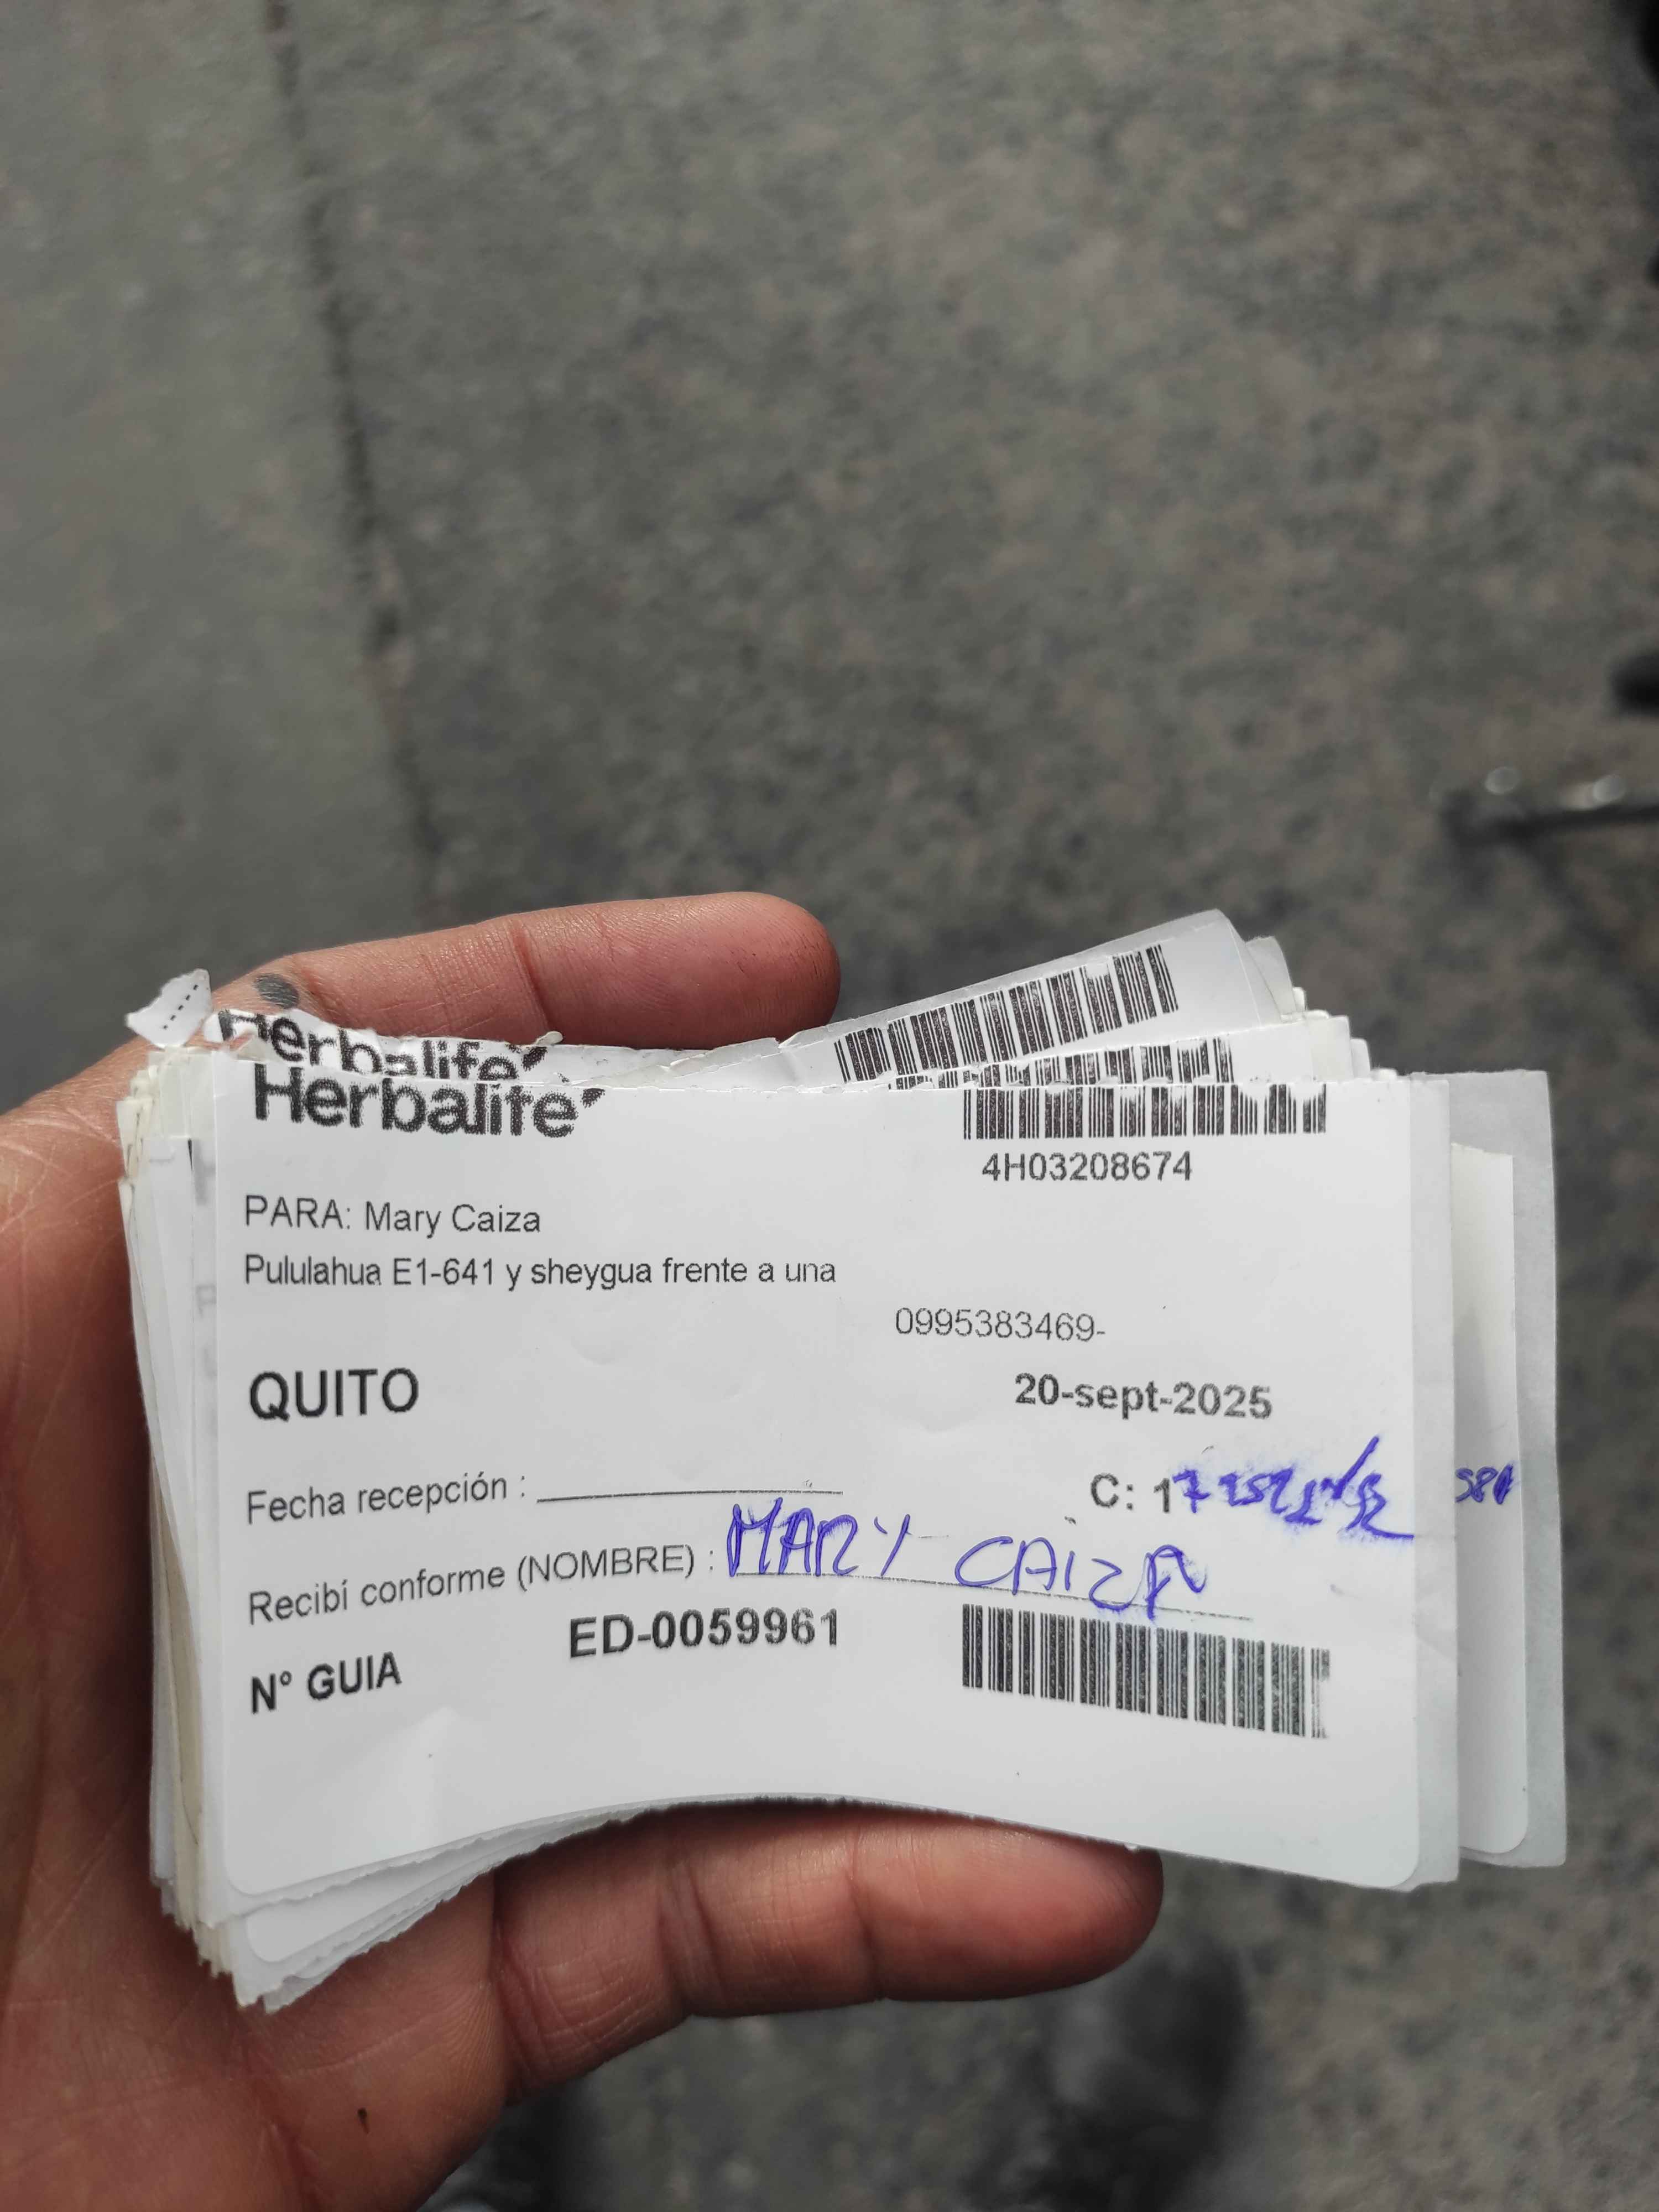 Herbalife
Herbalife
4H03208674
PARA: Mary Caiza
Pululahua E1-641 y sheygua frente a una
0995383469-
QUITO
20-sept-2025
Fecha recepción :
C: 17
Recibí conforme (NOMBRE) : MARY CAIZA
N° GUIA
ED-0059961